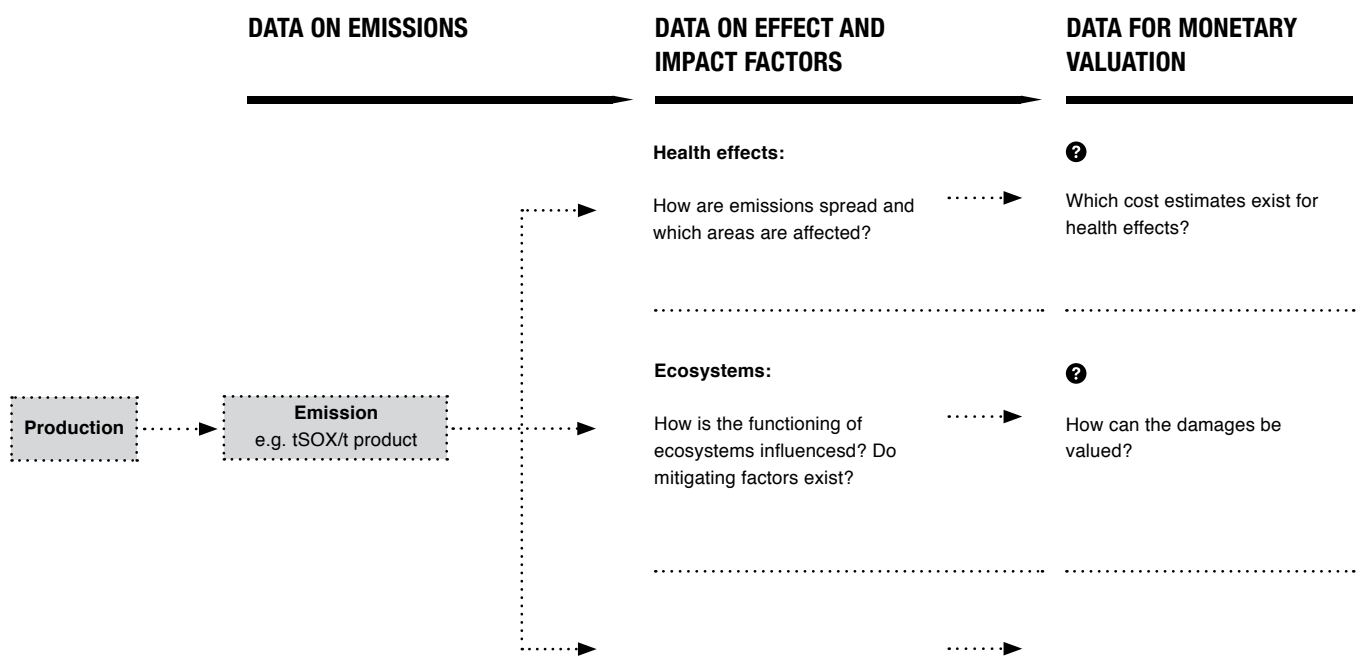 DATA ON EMISSIONS
DATA ON EFFECT AND
IMPACT FACTORS
DATA FOR MONETARY
VALUATION
Health effects:
How are emissions spread and
which areas are affected?
?
Which cost estimates exist for
health effects?
Production
Emission
e.g. tSOX/t product
Ecosystems:
How is the functioning of
ecosystems influencesd? Do
mitigating factors exist?
?
How can the damages be
valued?